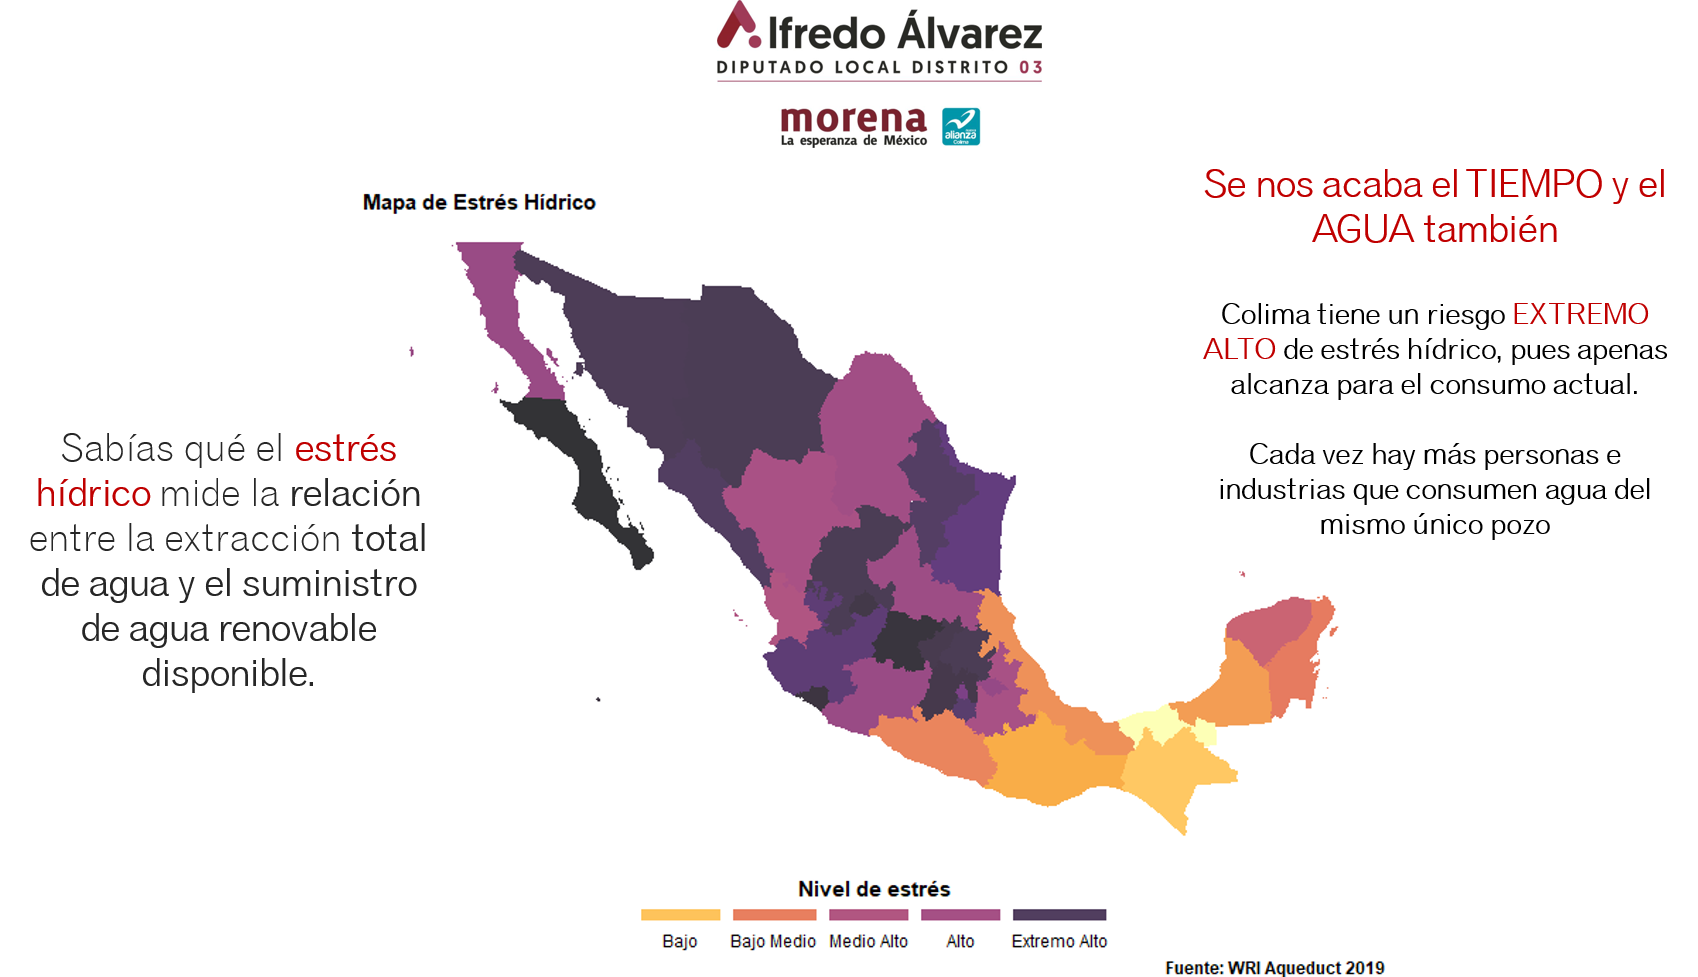 Alfredo Álvarez
DIPUTADO LOCAL DISTRITO 03
morena
La esperanza de México
alianza
Colima
Mapa de Estrés Hídrico
Se nos acaba el TIEMPO y el
AGUA también
Colima tiene un riesgo EXTREMO
ALTO de estrés hídrico, pues apenas
alcanza para el consumo actual.
Cada vez hay más personas e
industrias que consumen agua del
mismo único pozo
Sabías qué el estrés
hídrico mide la relación
entre la extracción total
de agua y el suministro
de agua renovable
disponible.
Nivel de estrés
Bajo
Bajo Medio
Medio Alto
Alto
Extremo Alto
Fuente: WRI Aqueduct 2019